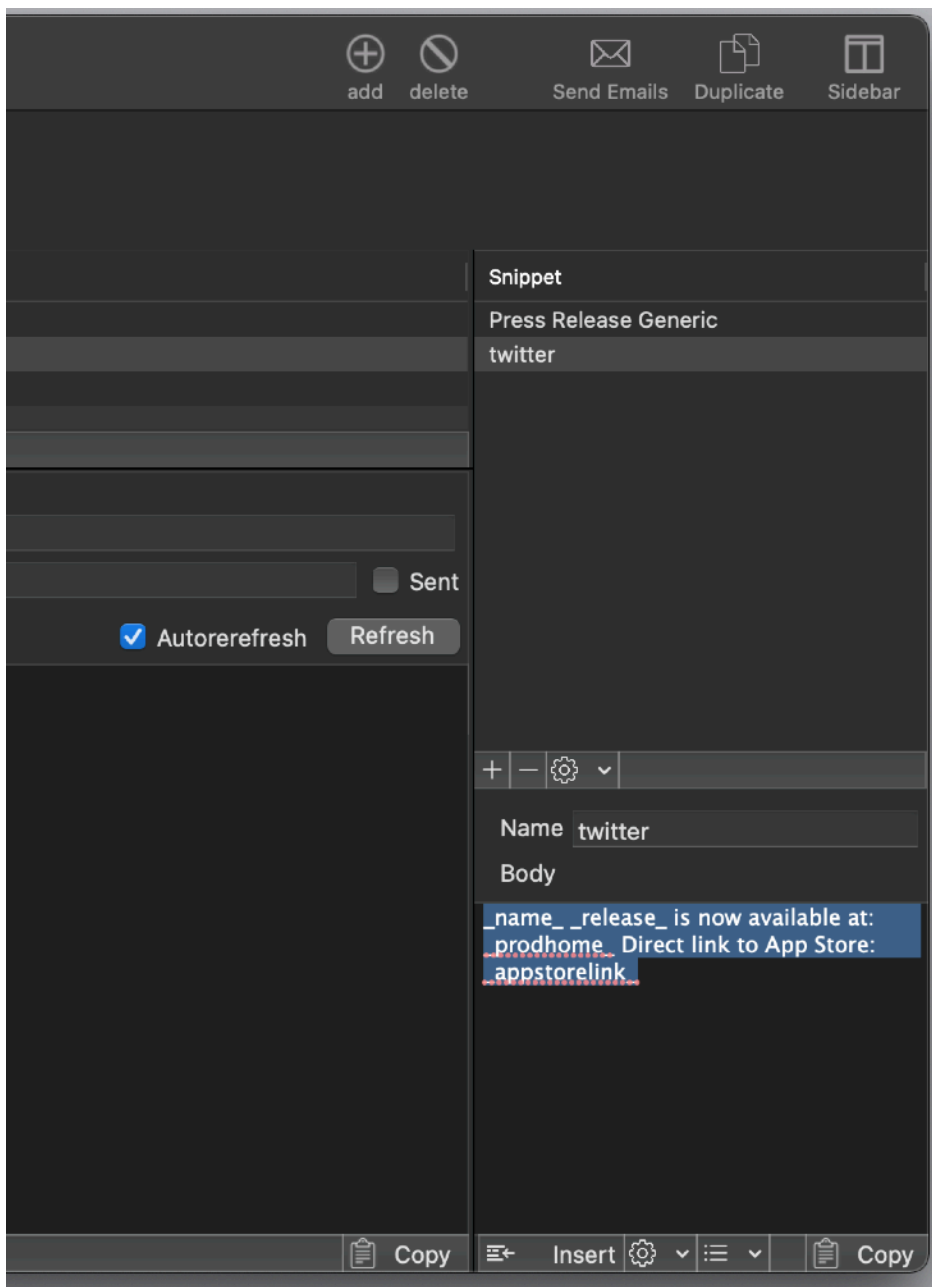 add delete Send Emails Duplicate Sidebar
Snippet
Press Release Generic
twitter
Sent
Autorerefresh Refresh
Name twitter
Body
_name_ _release_ is now available at:
_prodhome_ Direct link to App Store:
_appstorelink_
Copy Insert Copy